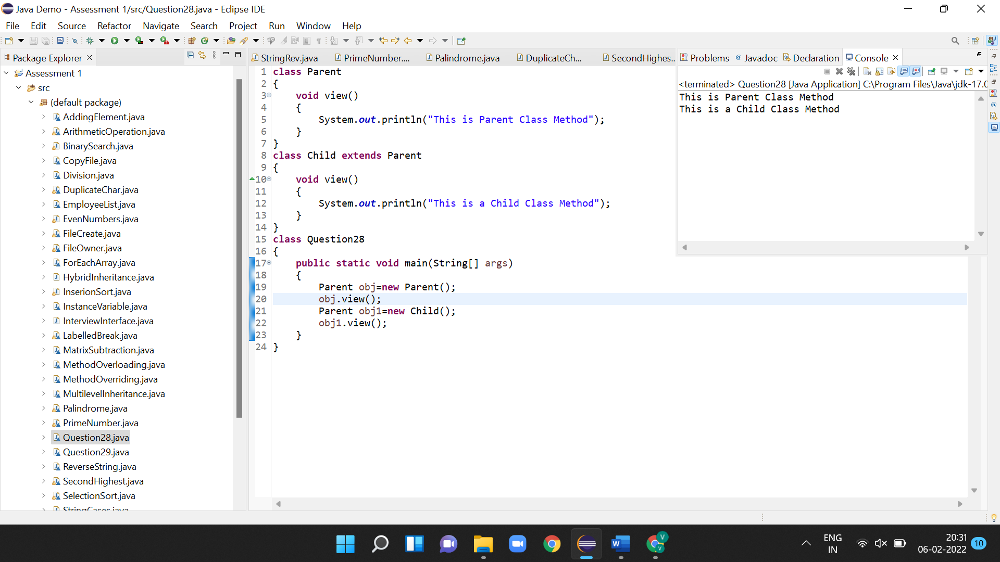 Java Demo - Assessment 1/src/Question28.java - Eclipse IDE
File Edit Source Refactor Navigate Search Project Run Window Help
Package Explorer
Assessment 1
src
(default package)
AddingElement.java
ArithmeticOperation.java
BinarySearch.java
CopyFile.java
Division.java
DuplicateChar.java
EmployeeList.java
EvenNumbers.java
FileCreate.java
FileOwner.java
ForEachArray.java
HybridInheritance.java
InserionSort.java
InstanceVariable.java
InterviewInterface.java
LabelledBreak.java
MatrixSubtraction.java
MethodOverloading.java
MethodOverriding.java
MultilevelInheritance.java
Palindrome.java
PrimeNumber.java
Question28.java
Question29.java
ReverseString.java
SecondHighest.java
SelectionSort.java
StringCases.java
StringRev.java PrimeNumber.... Palindrome.java DuplicateCh... SecondHighes...
1 class Parent
2 {
3 void view()
4 {
5 System.out.println("This is Parent Class Method");
6 }
7 }
8 class Child extends Parent
9 {
10 void view()
11 {
12 System.out.println("This is a Child Class Method");
13 }
14 }
15 class Question28
16 {
17 public static void main(String[] args)
18 {
19 Parent obj=new Parent();
20 obj.view();
21 Parent obj1=new Child();
22 obj1.view();
23 }
24 }
Problems @ Javadoc Declaration Console
<terminated> Question28 [Java Application] C:\Program Files\Java\jdk-17.0
This is Parent Class Method
This is a Child Class Method
ENG
IN
20:31
06-02-2022
10